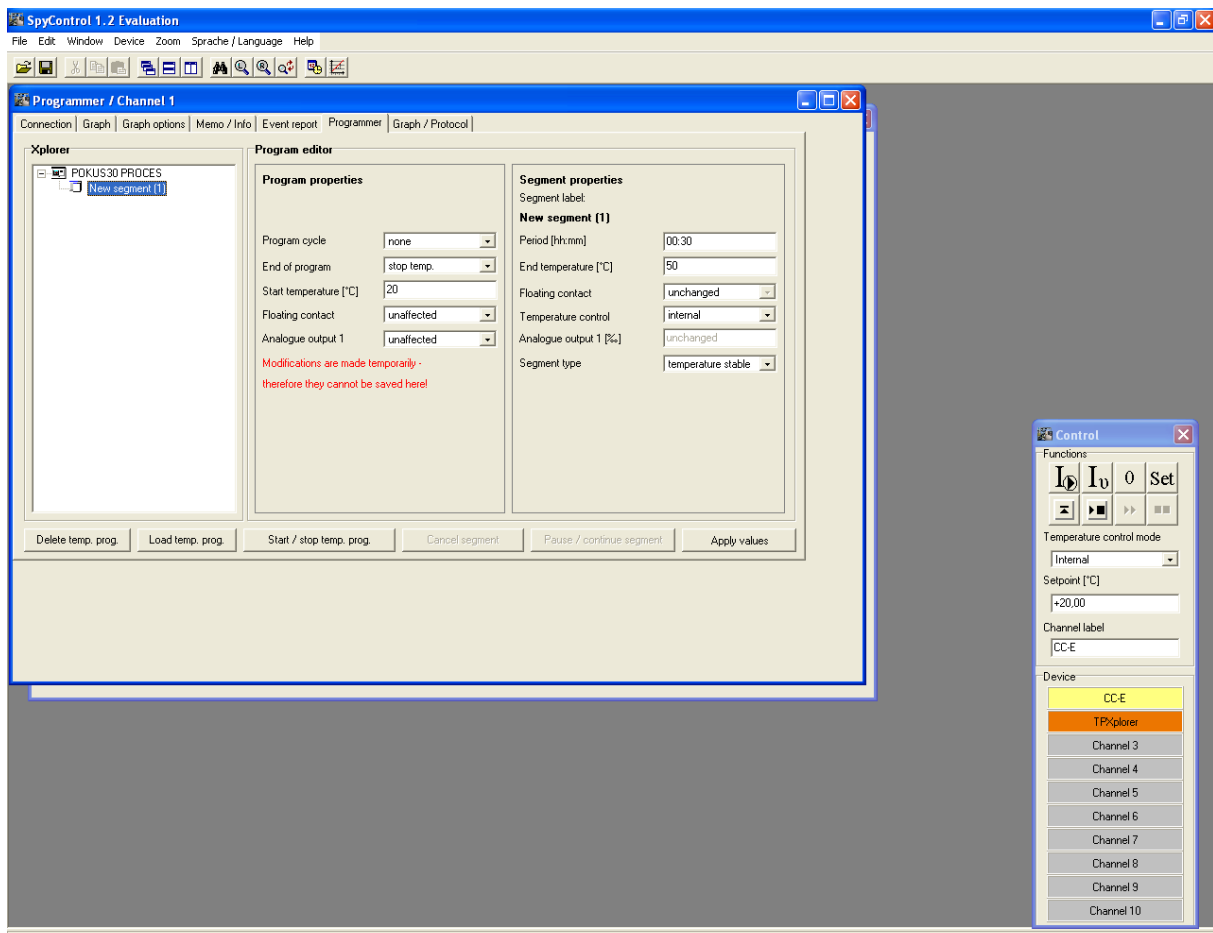 SpyControl 1.2 Evaluation
File Edit Window Device Zoom Sprache / Language Help
Programmer / Channel 1
Connection Graph Graph options Memo / Info Event report Programmer Graph / Protocol
Xplorer
POKUS30 PROCES
New segment (1)
Program editor
Program properties
Program cycle none
End of program stop temp.
Start temperature [°C] 20
Floating contact unaffected
Analogue output 1 unaffected
Modifications are made temporarily -
therefore they cannot be saved here!
Segment properties
Segment label:
New segment (1)
Period [hh:mm] 00:30
End temperature [°C] 50
Floating contact unchanged
Temperature control internal
Analogue output 1 [‰] unchanged
Segment type temperature stable
Delete temp. prog. Load temp. prog. Start / stop temp. prog. Cancel segment Pause / continue segment Apply values
Control
Functions
I I υ 0 Set
Temperature control mode
Internal
Setpoint [°C]
+20,00
Channel label
CC-E
Device
CC-E
TPXplorer
Channel 3
Channel 4
Channel 5
Channel 6
Channel 7
Channel 8
Channel 9
Channel 10